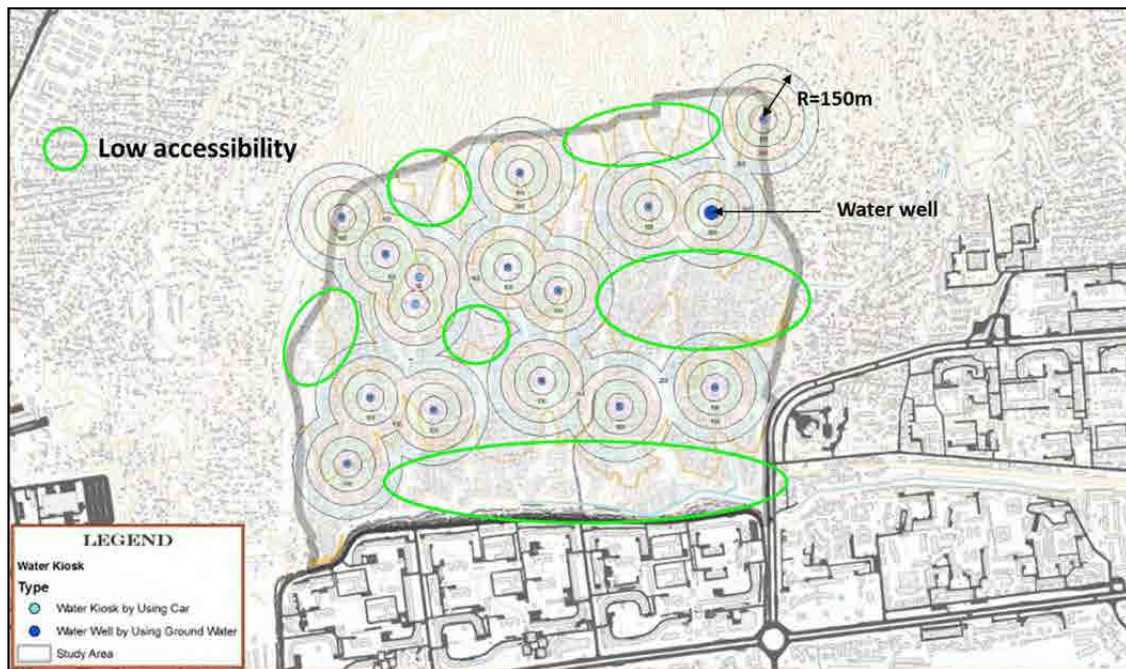 R=150m
Low accessibility
Water well
LEGEND
Water Kiosk
Type
Water Kiosk by Using Car
Water Well by Using Ground Water
Study Area